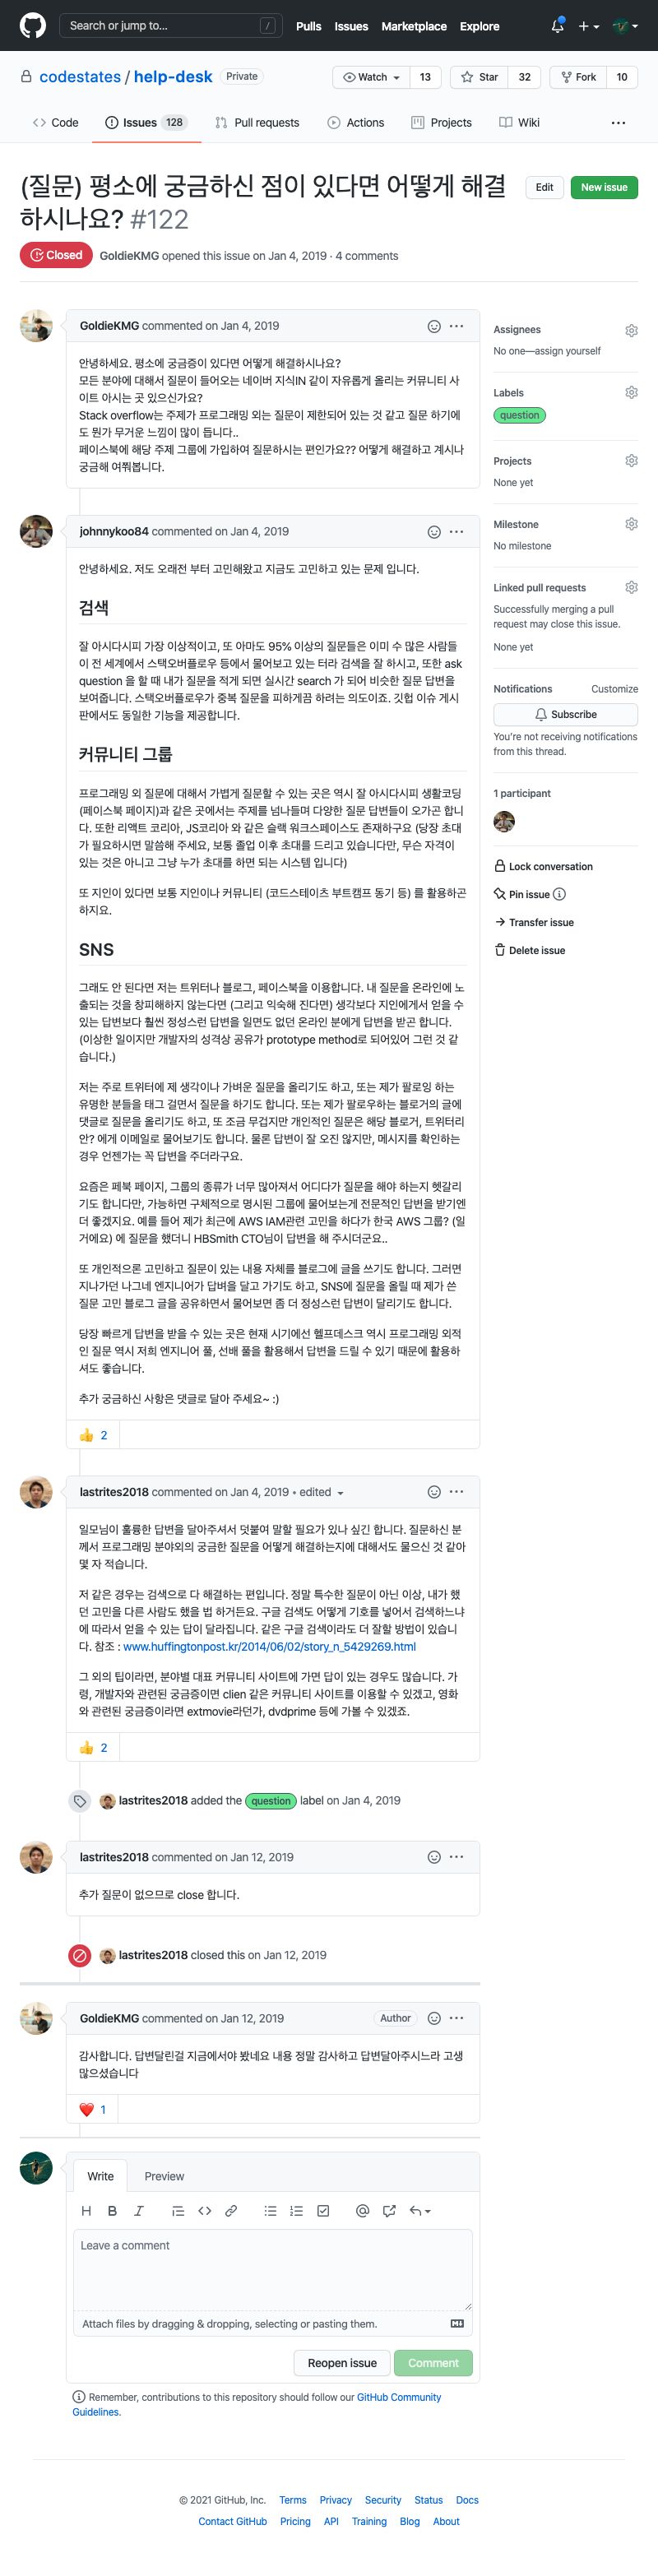 Search or jump to...
/
Pulls Issues Marketplace Explore
codestates / help-desk Private
Watch 13
Star 32
Fork 10
Code
Issues 128
Pull requests
Actions
Projects
Wiki
(질문) 평소에 궁금하신 점이 있다면 어떻게 해결
하시나요? #122
Edit
New issue
Closed
GoldieKMG opened this issue on Jan 4, 2019 · 4 comments
GoldieKMG commented on Jan 4, 2019
안녕하세요. 평소에 궁금증이 있다면 어떻게 해결하시나요?
모든 분야에 대해서 질문이 들어오는 네이버 지식IN 같이 자유롭게 올리는 커뮤니티 사
이트 아시는 곳 있으신가요?
Stack overflow는 주제가 프로그래밍 외는 질문이 제한되어 있는 것 같고 질문 하기에
도 뭔가 무거운 느낌이 많이 듭니다..
페이스북에 해당 주제 그룹에 가입하여 질문하시는 편인가요?? 어떻게 해결하고 계시나
궁금해 여쭤봅니다.
Assignees
No one—assign yourself
Labels
question
Projects
None yet
Milestone
No milestone
Linked pull requests
Successfully merging a pull
request may close this issue.
None yet
Notifications Customize
Subscribe
You're not receiving notifications
from this thread.
1 participant
Lock conversation
Pin issue
Transfer issue
Delete issue
johnnykoo84 commented on Jan 4, 2019
안녕하세요. 저도 오래전 부터 고민해왔고 지금도 고민하고 있는 문제 입니다.
검색
잘 아시다시피 가장 이상적이고, 또 아마도 95% 이상의 질문들은 이미 수 많은 사람들
이 전 세계에서 스택오버플로우 등에서 물어보고 있는 터라 검색을 잘 하시고, 또한 ask
question 을 할 때 내가 질문을 적게 되면 실시간 search 가 되어 비슷한 질문 답변을
보여줍니다. 스택오버플로우가 중복 질문을 피하게끔 하려는 의도이죠. 깃헙 이슈 게시
판에서도 동일한 기능을 제공합니다.
커뮤니티 그룹
프로그래밍 외 질문에 대해서 가볍게 질문할 수 있는 곳은 역시 잘 아시다시피 생활코딩
(페이스북 페이지)과 같은 곳에서는 주제를 넘나들며 다양한 질문 답변들이 오가곤 합니
다. 또한 리액트 코리아, JS코리아 와 같은 슬랙 워크스페이스도 존재하구요 (당장 초대
가 필요하시면 말씀해 주세요, 보통 졸업 이후 초대를 드리고 있습니다만, 무슨 자격이
있는 것은 아니고 그냥 누가 초대를 하면 되는 시스템 입니다)
또 지인이 있다면 보통 지인이나 커뮤니티 (코드스테이츠 부트캠프 동기 등) 를 활용하곤
하지요.
SNS
그래도 안 된다면 저는 트위터나 블로그, 페이스북을 이용합니다. 내 질문을 온라인에 노
출되는 것을 창피해하지 않는다면 (그리고 익숙해 진다면) 생각보다 지인에게서 얻을 수
있는 답변보다 훨씬 정성스런 답변을 일면도 없던 온라인 분에게 답변을 받곤 합니다.
(이상한 일이지만 개발자의 성격상 공유가 prototype method로 되어있어 그런 것 같
습니다.)
저는 주로 트위터에 제 생각이나 가벼운 질문을 올리기도 하고, 또는 제가 팔로잉 하는
유명한 분들을 태그 걸면서 질문을 하기도 합니다. 또는 제가 팔로우하는 블로거의 글에
댓글로 질문을 올리기도 하고, 또 조금 무겁지만 개인적인 질문은 해당 블로거, 트위터리
안? 에게 이메일로 물어보기도 합니다. 물론 답변이 잘 오진 않지만, 메시지를 확인하는
경우 언젠가는 꼭 답변을 주더라구요.
요즘은 페북 페이지, 그룹의 종류가 너무 많아져서 어디다가 질문을 해야 하는지 헷갈리
기도 합니다만, 가능하면 구체적으로 명시된 그룹에 물어보는게 전문적인 답변을 받기엔
더 좋겠지요. 예를 들어 제가 최근에 AWS IAM관련 고민을 하다가 한국 AWS 그룹? (일
거에요) 에 질문을 했더니 HBSmith CTO님이 답변을 해 주시더군요..
또 개인적으론 고민하고 질문이 있는 내용 자체를 블로그에 글을 쓰기도 합니다. 그러면
지나가던 나그네 엔지니어가 답변을 달고 가기도 하고, SNS에 질문을 올릴 때 제가 쓴
질문 고민 블로그 글을 공유하면서 물어보면 좀 더 정성스런 답변이 달리기도 합니다.
당장 빠르게 답변을 받을 수 있는 곳은 현재 시기에선 헬프데스크 역시 프로그래밍 외적
인 질문 역시 저희 엔지니어 풀, 선배 풀을 활용해서 답변을 드릴 수 있기 때문에 활용하
셔도 좋습니다.
추가 궁금하신 사항은 댓글로 달아 주세요~ :)
👍 2
lastrites2018 commented on Jan 4, 2019 • edited
일모님이 훌륭한 답변을 달아주셔서 덧붙여 말할 필요가 있나 싶긴 합니다. 질문하신 분
께서 프로그래밍 분야외의 궁금한 질문을 어떻게 해결하는지에 대해서도 물으신 것 같아
몇 자 적습니다.
저 같은 경우는 검색으로 다 해결하는 편입니다. 정말 특수한 질문이 아닌 이상, 내가 했
던 고민을 다른 사람도 했을 법 하거든요. 구글 검색도 어떻게 기호를 넣어서 검색하느냐
에 따라서 얻을 수 있는 답이 달라집니다. 같은 구글 검색이라도 더 잘할 방법이 있습니
다. 참조 : www.huffingtonpost.kr/2014/06/02/story_n_5429269.html
그 외의 팁이라면, 분야별 대표 커뮤니티 사이트에 가면 답이 있는 경우도 많습니다. 가
령, 개발자와 관련된 궁금증이면 clien 같은 커뮤니티 사이트를 이용할 수 있겠고, 영화
와 관련된 궁금증이라면 extmovie라던가, dvdprime 등에 가볼 수 있겠죠.
👍 2
lastrites2018 added the question label on Jan 4, 2019
lastrites2018 commented on Jan 12, 2019
추가 질문이 없으므로 close 합니다.
lastrites2018 closed this on Jan 12, 2019
GoldieKMG commented on Jan 12, 2019 Author
감사합니다. 답변달린걸 지금에서야 봤네요 내용 정말 감사하고 답변달아주시느라 고생
많으셨습니다
❤️ 1
Write Preview
Leave a comment
Attach files by dragging & dropping, selecting or pasting them.
Reopen issue Comment
Remember, contributions to this repository should follow our GitHub Community
Guidelines.
© 2021 GitHub, Inc. Terms Privacy Security Status Docs
Contact GitHub Pricing API Training Blog About